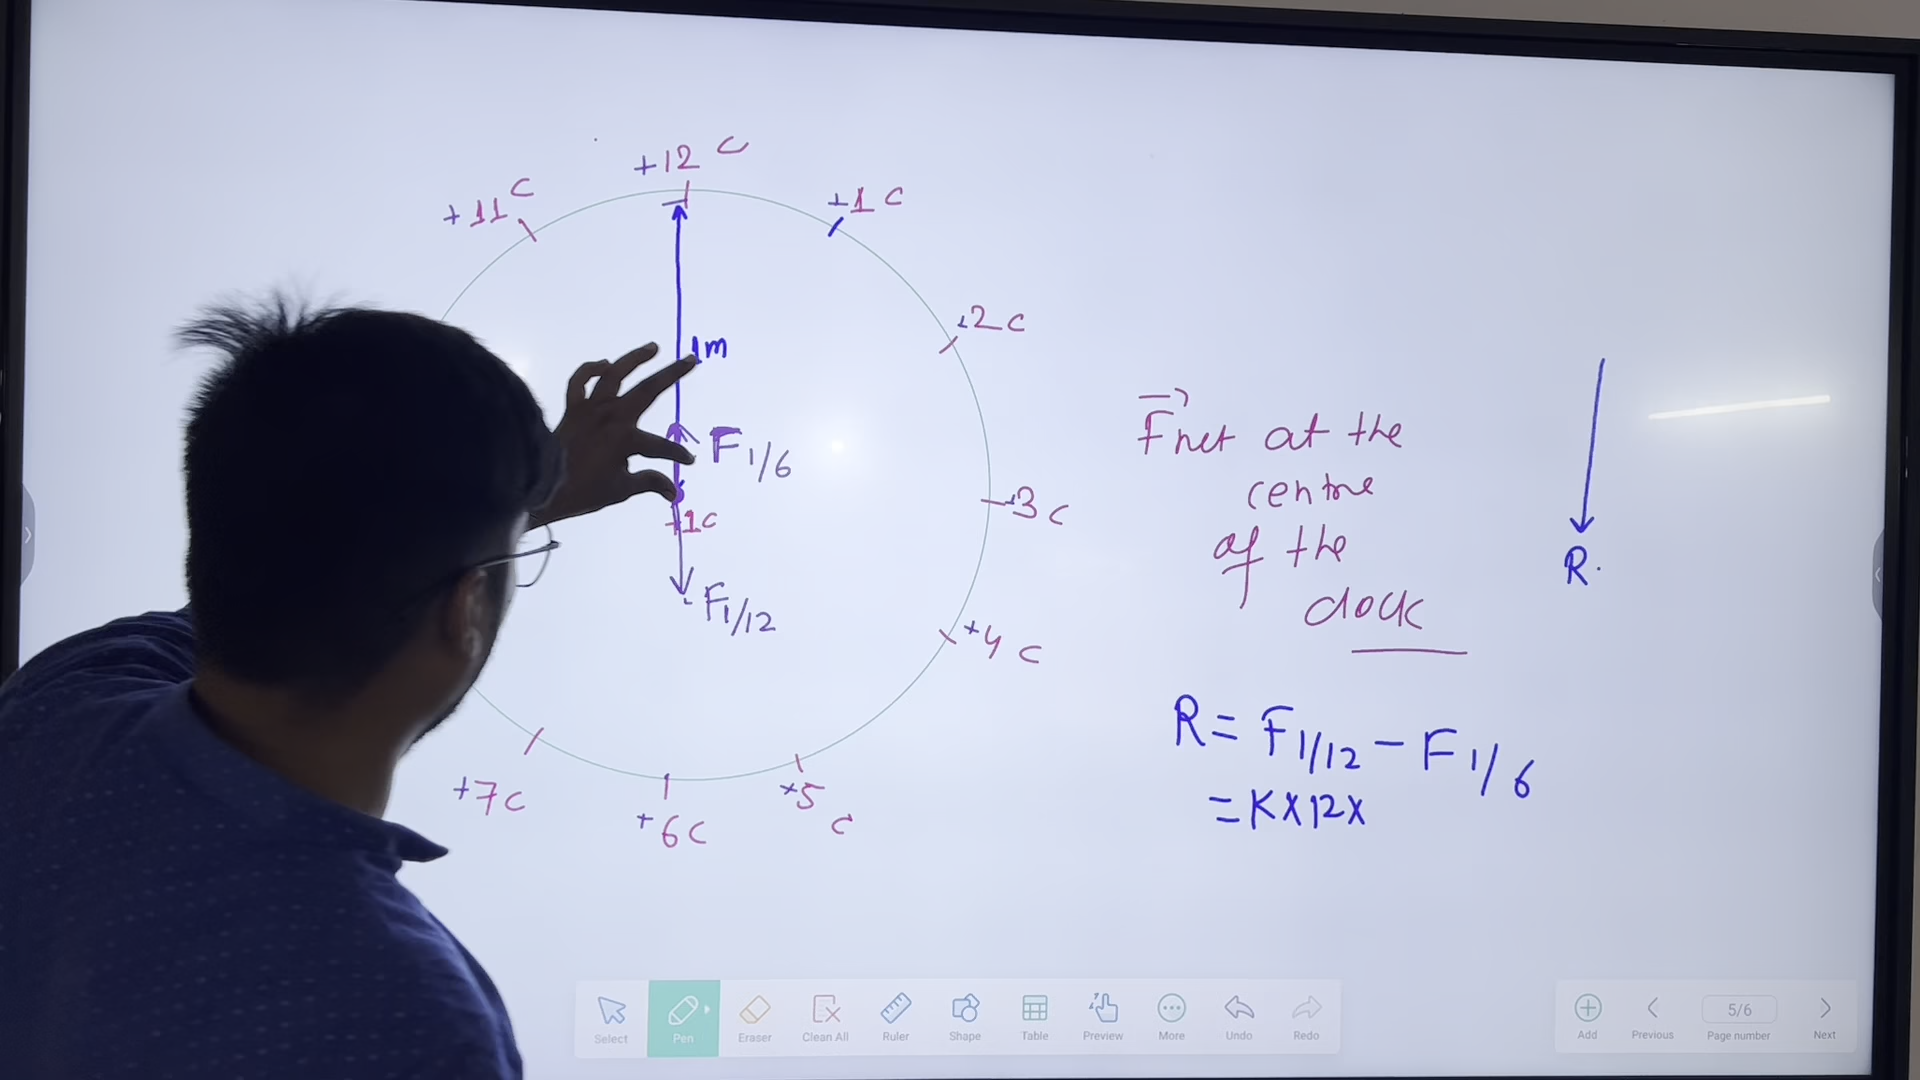 +12 C
+11 C
+1 C
+2 C
1m
F1/6
+3 C
+1C
F1/12
+4 C
+7C
+6C
+5 C
Fnet at the
centre
of the
clock
R.
R = F1/12 - F1/6
= K X 12 X
Select
Pen
Eraser
Clean All
Ruler
Shape
Table
Preview
More
Undo
Redo
Add
Previous
5/6
Page number
Next